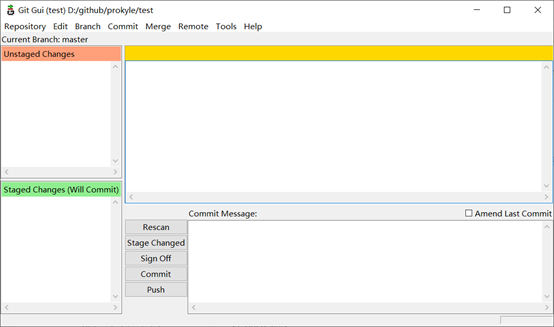 Git Gui (test) D:/github/prokyle/test
Repository Edit Branch Commit Merge Remote Tools Help
Current Branch: master
Unstaged Changes
Staged Changes (Will Commit)
Commit Message:
Amend Last Commit
Rescan
Stage Changed
Sign Off
Commit
Push